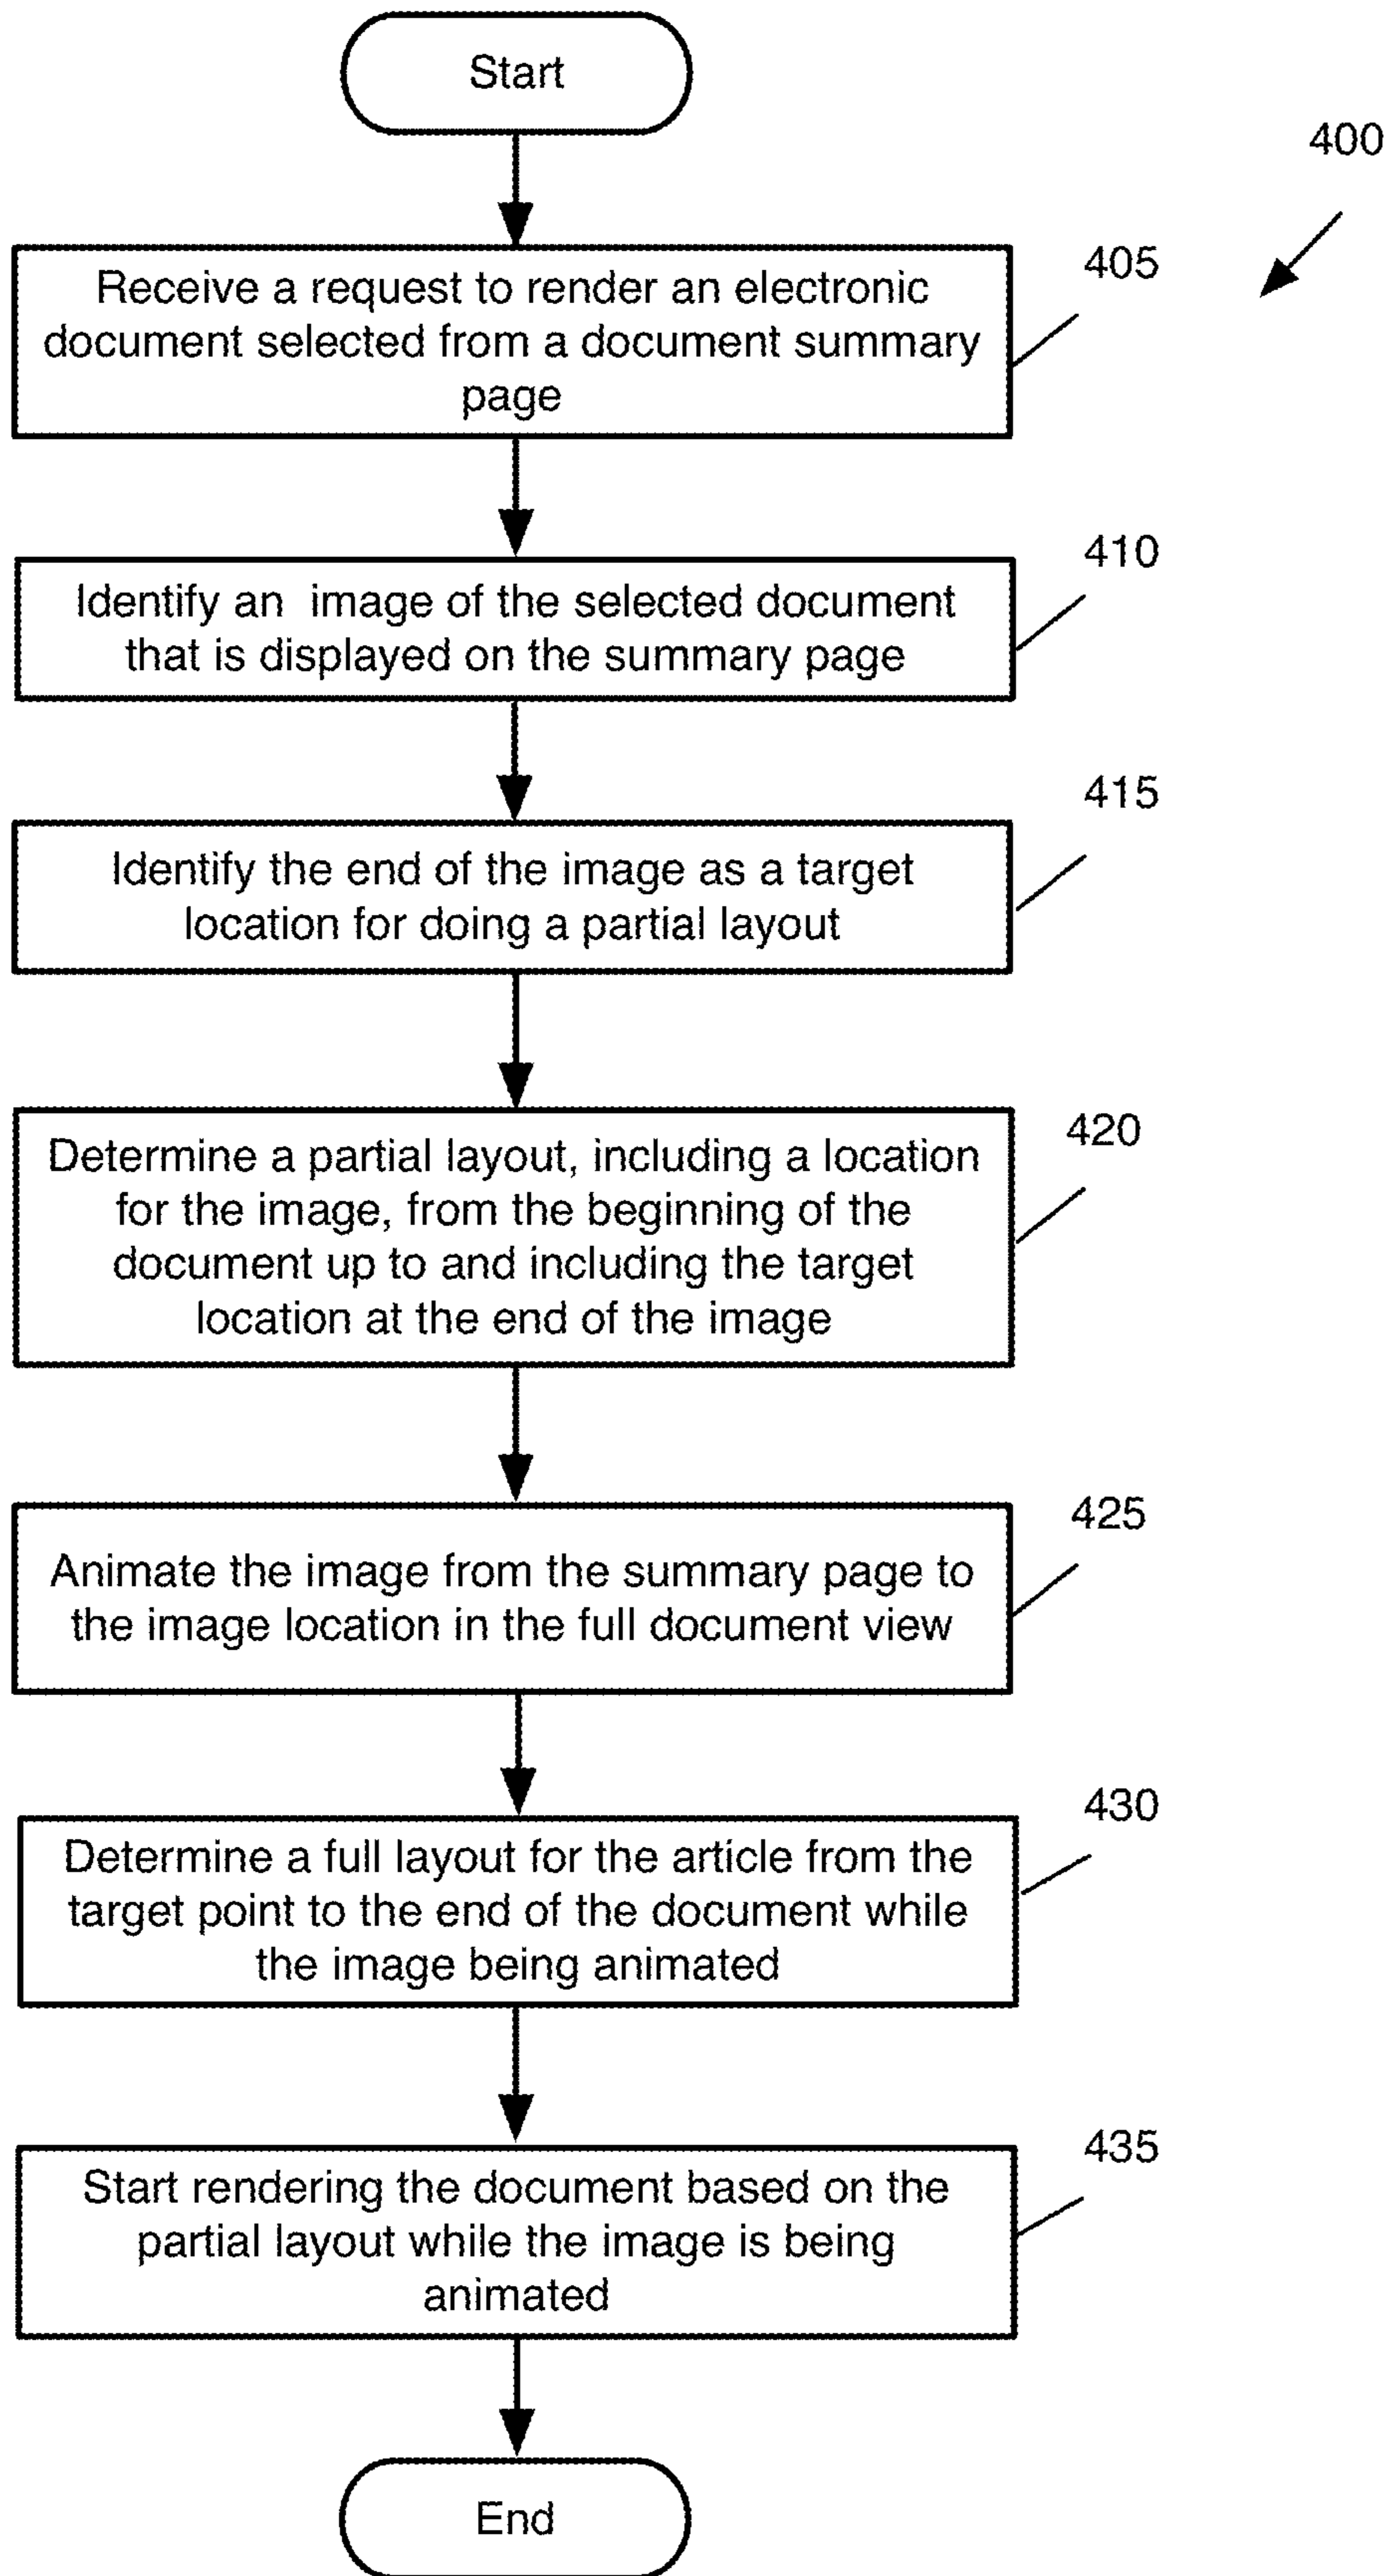 Start
400
405
Receive a request to render an electronic
document selected from a document summary
page
410
Identify an  image of the selected document
that is displayed on the summary page
415
Identify the end of the image as a target
location for doing a partial layout
420
Determine a partial layout, including a location
for the image, from the beginning of the
document up to and including the target
location at the end of the image
425
Animate the image from the summary page to
the image location in the full document view
430
Determine a full layout for the article from the
target point to the end of the document while
the image being animated
435
Start rendering the document based on the
partial layout while the image is being
animated
End